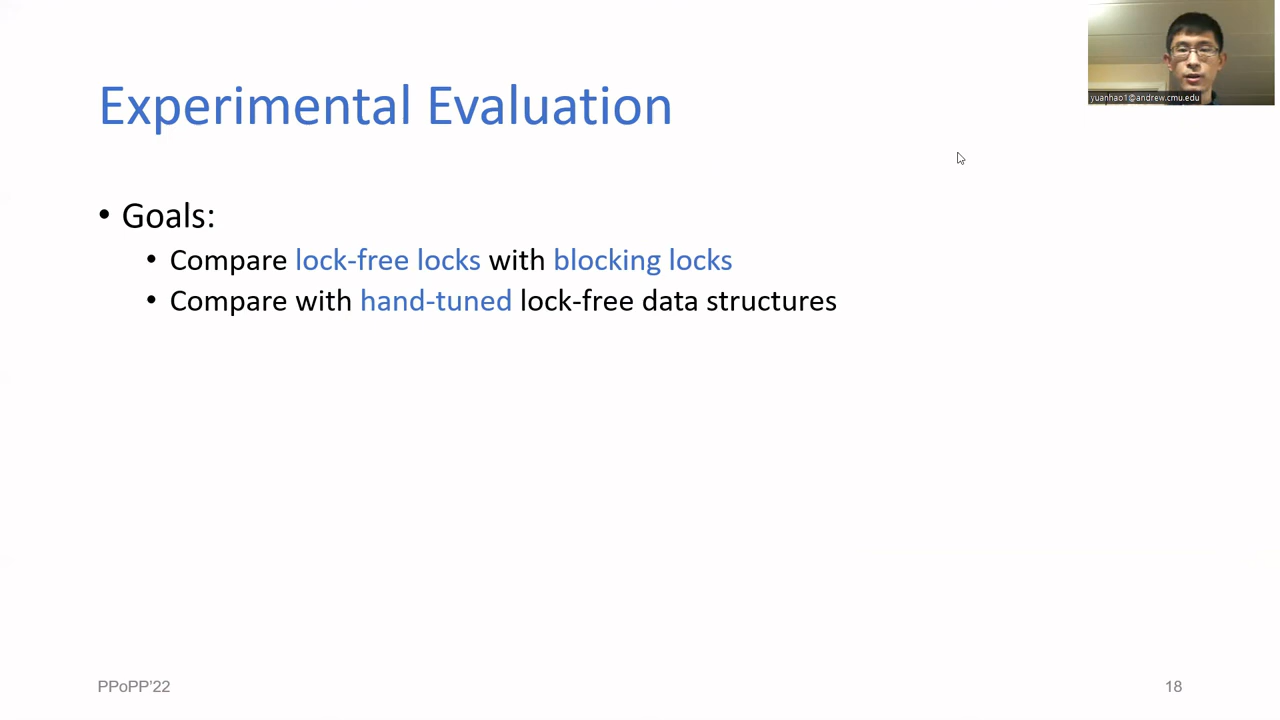 yuanhao1@andrew.cmu.edu
Experimental Evaluation
• Goals:
• Compare lock-free locks with blocking locks
• Compare with hand-tuned lock-free data structures
PPoPP’22
18